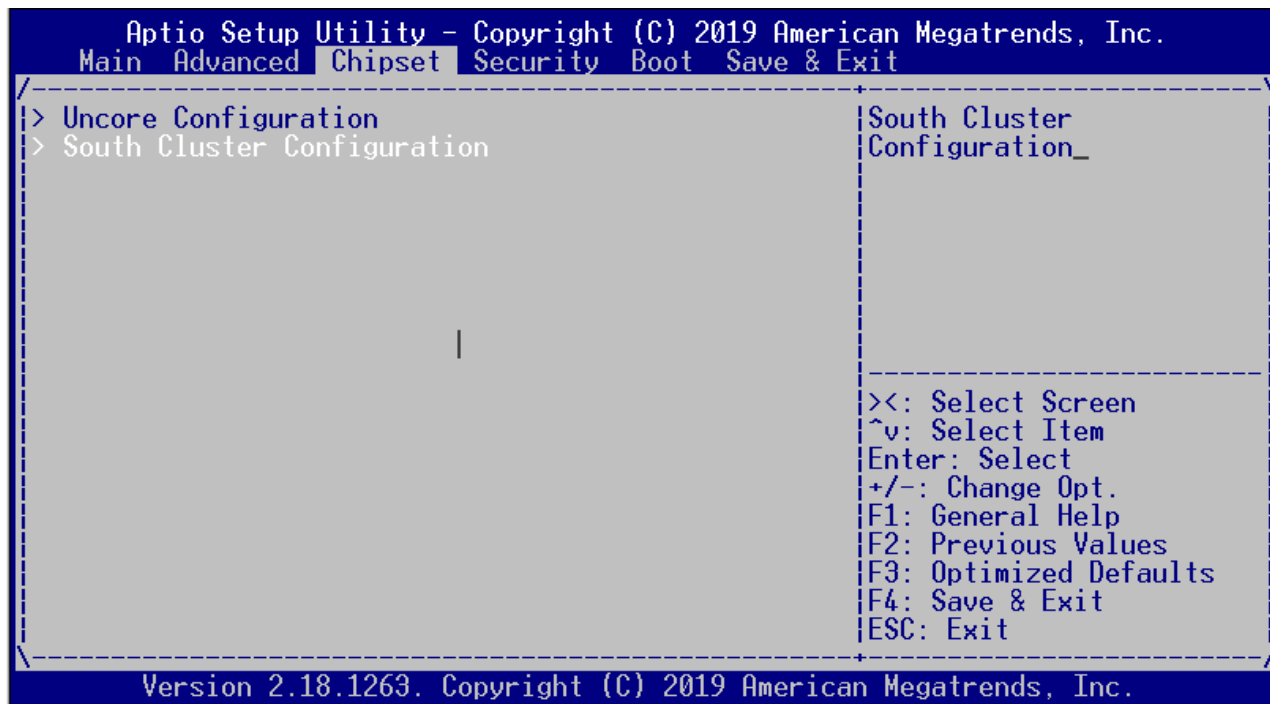 Aptio Setup Utility - Copyright (C) 2019 American Megatrends, Inc.
Main Advanced Chipset Security Boot Save & Exit
> Uncore Configuration
> South Cluster Configuration
South Cluster
Configuration_
><: Select Screen
^v: Select Item
Enter: Select
+/-: Change Opt.
F1: General Help
F2: Previous Values
F3: Optimized Defaults
F4: Save & Exit
ESC: Exit
Version 2.18.1263. Copyright (C) 2019 American Megatrends, Inc.